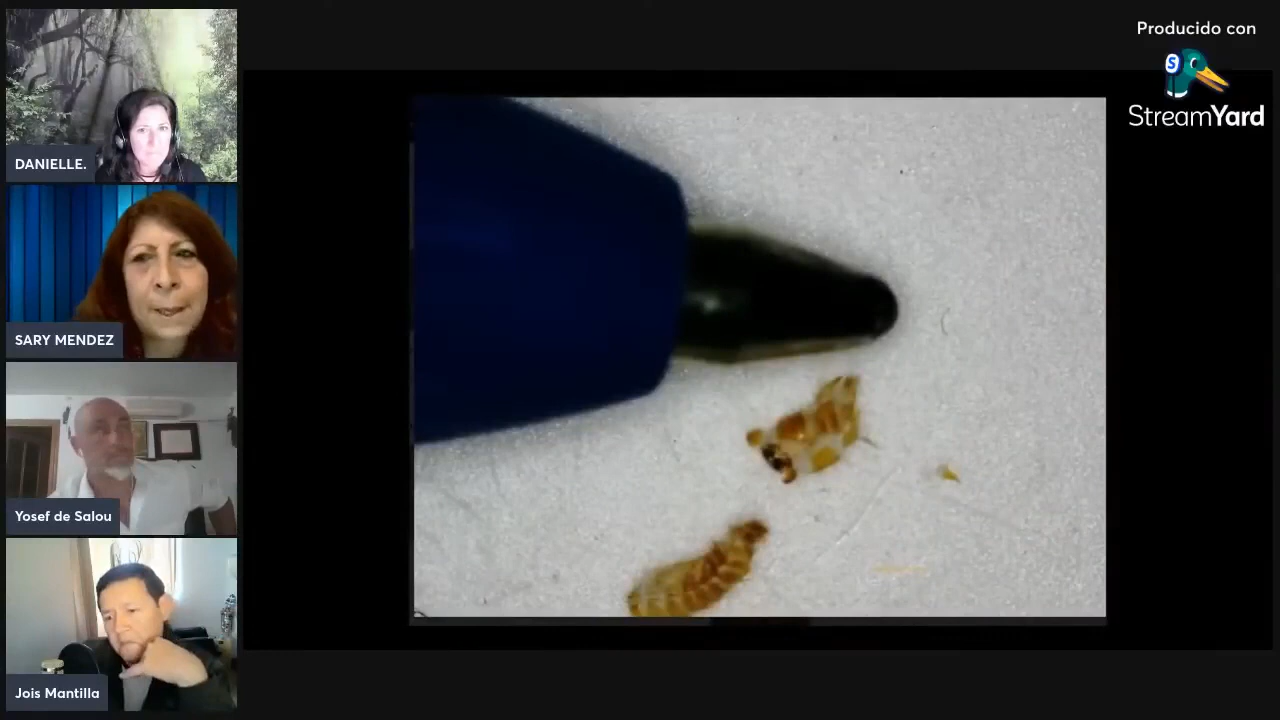 Producido con
StreamYard
DANIELLE.
SARY MENDEZ
Yosef de Salou
Jois Mantilla